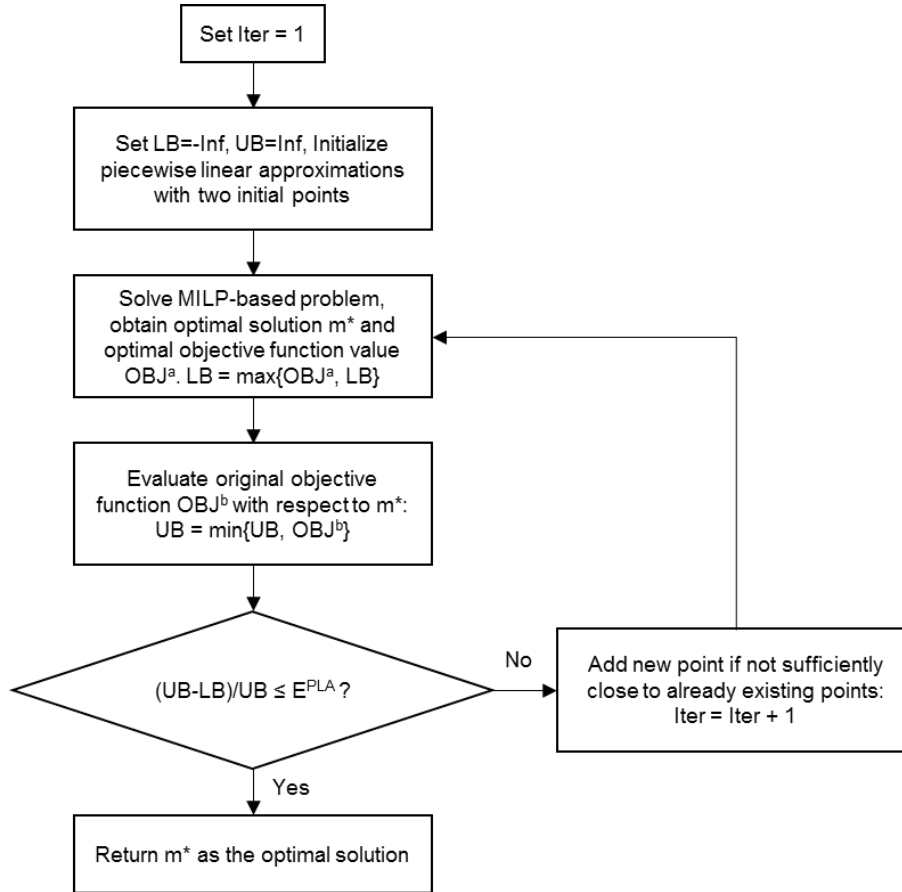 Set Iter = 1
Set LB=-Inf, UB=Inf, Initialize
piecewise linear approximations
with two initial points
Solve MILP-based problem,
obtain optimal solution m* and
optimal objective function value
OBJᵃ. LB = max{OBJᵃ, LB}
Evaluate original objective
function OBJᵇ with respect to m*:
UB = min{UB, OBJᵇ}
(UB-LB)/UB ≤ Eᴾᴸᴬ ?
No
Add new point if not sufficiently
close to already existing points:
Iter = Iter + 1
Yes
Return m* as the optimal solution